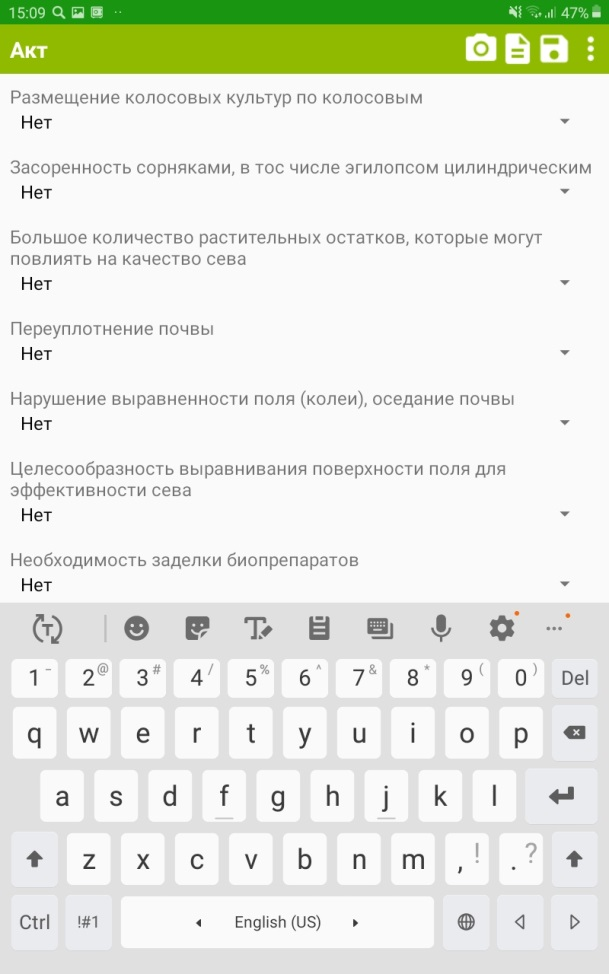 15:09 47%
Акт
Размещение колосовых культур по колосовым
Нет
Засоренность сорняками, в тос числе эгилопсом цилиндрическим
Нет
Большое количество растительных остатков, которые могут
повлиять на качество сева
Нет
Переуплотнение почвы
Нет
Нарушение выравненности поля (колеи), оседание почвы
Нет
Целесообразность выравнивания поверхности поля для
эффективности сева
Нет
Необходимость заделки биопрепаратов
Нет
1 - 2 @ 3 # 4 / 5 % 6 ^ 7 & 8 * 9 ( 0 ) Del
q w e r t y u i o p
a s d f g h j k l
z x c v b n m , ! . ?
Ctrl !#1 English (US)